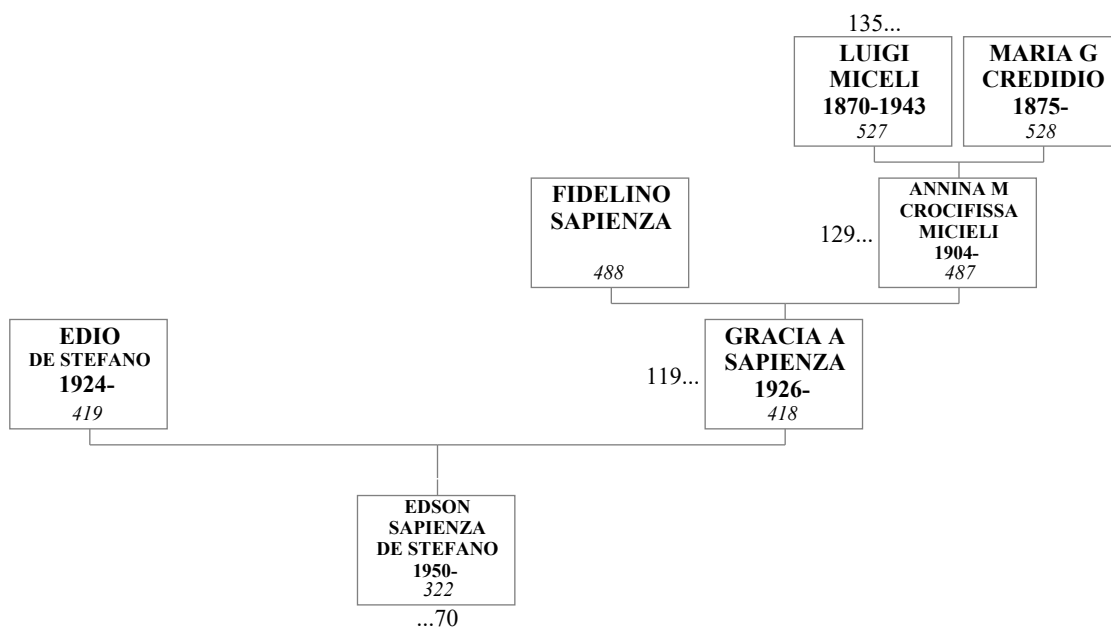 135...
LUIGI
MICELI
1870-1943
527
MARIA G
CREDIDIO
1875-
528
FIDELINO
SAPIENZA
488
129...
ANNINA M
CROCIFISSA
MICIELI
1904-
487
EDIO
DE STEFANO
1924-
419
119...
GRACIA A
SAPIENZA
1926-
418
EDSON
SAPIENZA
DE STEFANO
1950-
322
...70